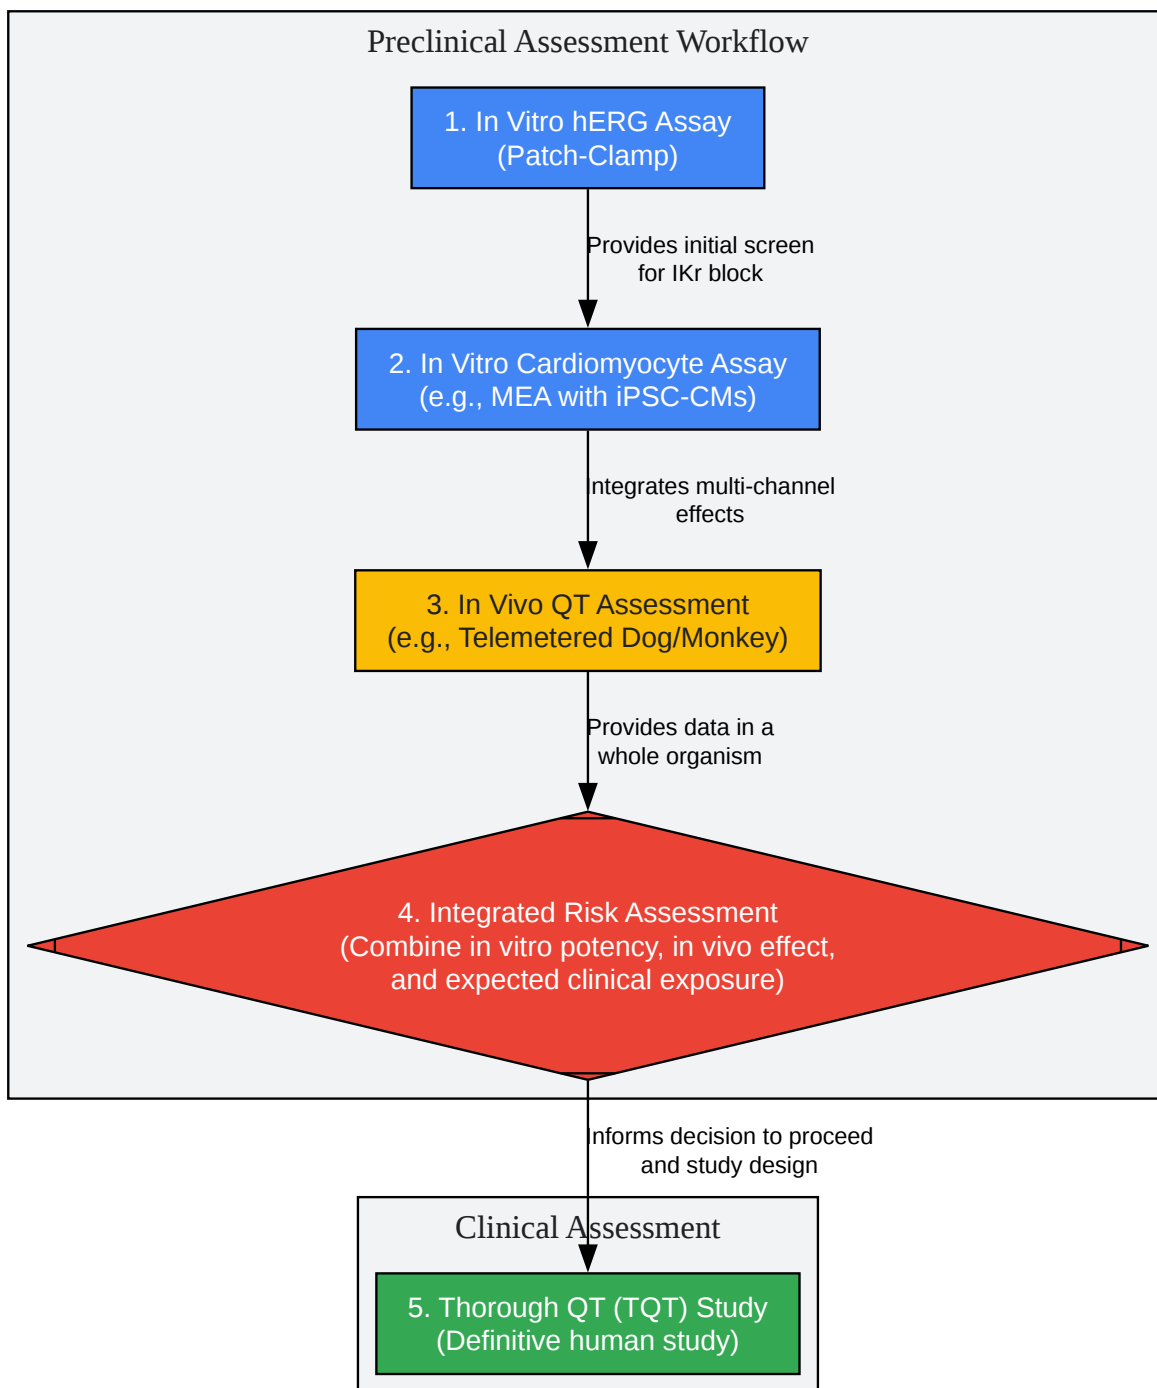 Preclinical Assessment Workflow
1. In Vitro hERG Assay
(Patch-Clamp)
Provides initial screen
for IKr block
2. In Vitro Cardiomyocyte Assay
(e.g., MEA with iPSC-CMs)
Integrates multi-channel
effects
3. In Vivo QT Assessment
(e.g., Telemetered Dog/Monkey)
Provides data in a
whole organism
4. Integrated Risk Assessment
(Combine in vitro potency, in vivo effect,
and expected clinical exposure)
Informs decision to proceed
and study design
Clinical Assessment
5. Thorough QT (TQT) Study
(Definitive human study)